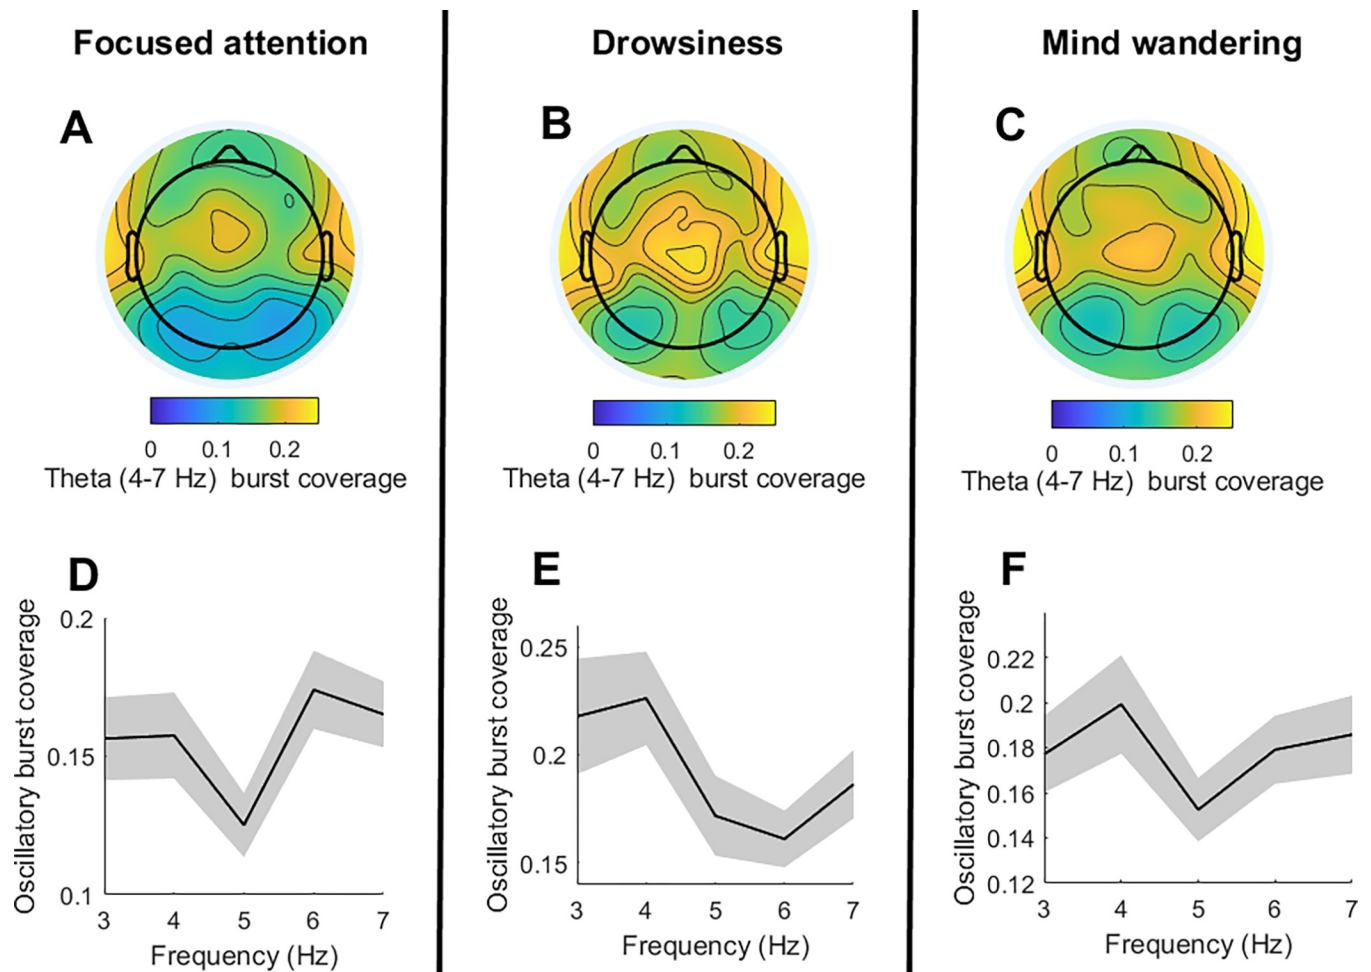 Focused attention
Drowsiness
Mind wandering
A
B
C
0 0.1 0.2
Theta (4-7 Hz) burst coverage
0 0.1 0.2
Theta (4-7 Hz) burst coverage
0 0.1 0.2
Theta (4-7 Hz) burst coverage
D
Oscillatory burst coverage
0.2
0.15
0.1
3 4 5 6 7
Frequency (Hz)
E
Oscillatory burst coverage
0.25
0.2
0.15
3 4 5 6 7
Frequency (Hz)
F
Oscillatory burst coverage
0.22
0.2
0.18
0.16
0.14
0.12
3 4 5 6 7
Frequency (Hz)